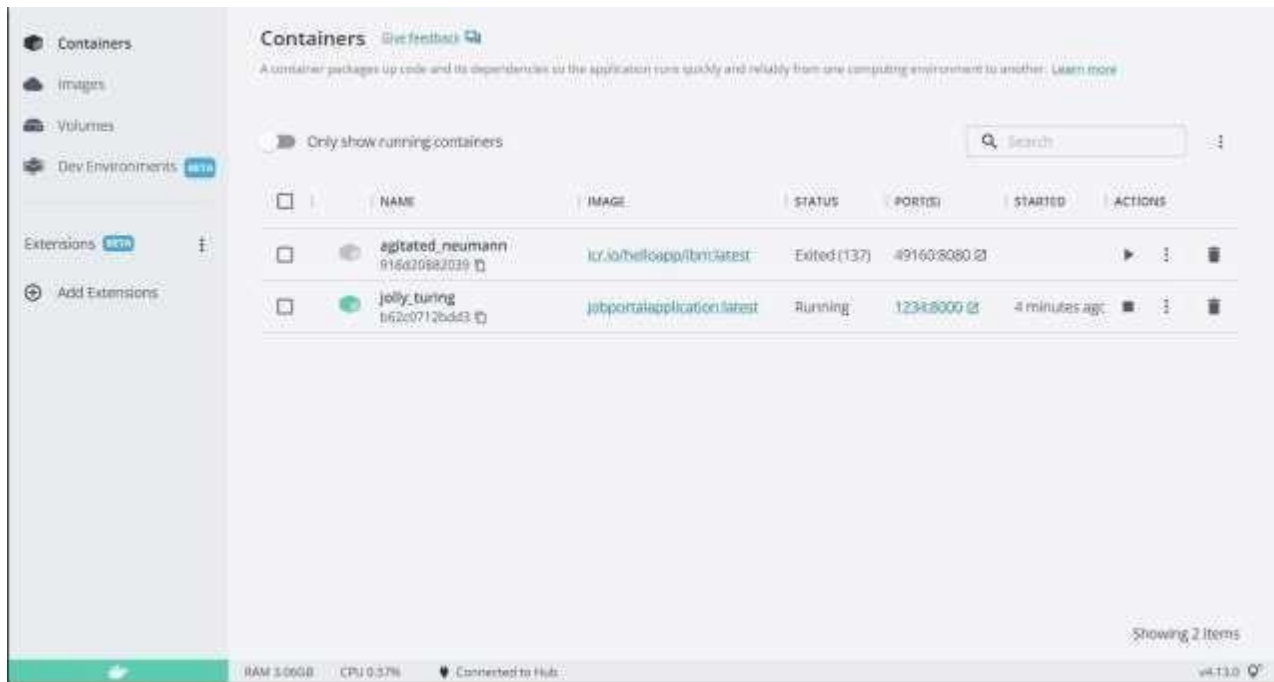 Containers
Images
Volumes
Dev Environments BETA
Extensions BETA
Add Extensions
Containers Give feedback
A container packages up code and its dependencies so the application runs quickly and reliably from one computing environment to another. Learn more
Only show running containers
Search
NAME IMAGE STATUS PORT(S) STARTED ACTIONS
agitated_neumann icr.io/helloapp/ibm:latest Exited (137) 49160:8080
916d20882039
jolly_turing jobportalapplication:latest Running 1234:8000 4 minutes agc
b62c0712bdd3
Showing 2 items
RAM 3.06GB CPU 0.37% Connected to Hub v4.13.0